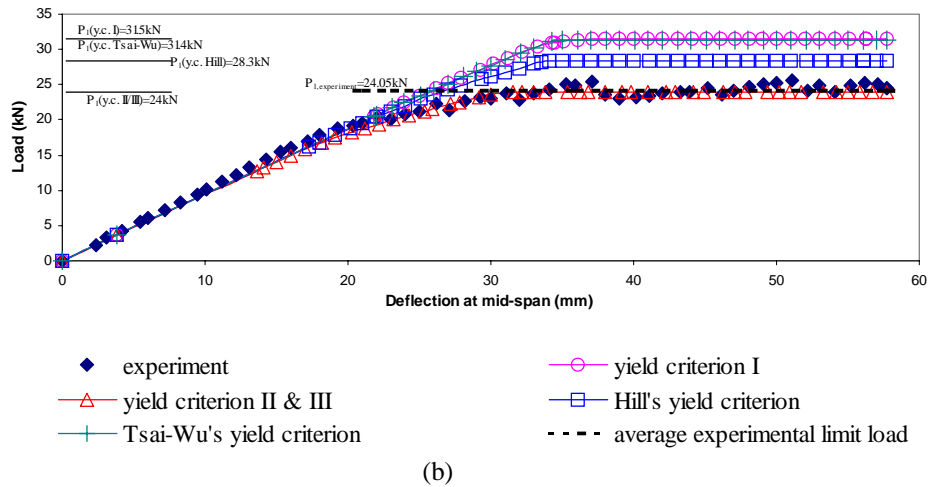 35
30
25
20
15
10
5
0
Load (kN)
P1(y.c. I)=31.5kN
P1(y.c. Tsai-Wu)=31.4kN
P1(y.c. Hill)=28.3kN
P1(y.c. II/III)=24kN
P1,experiment=24.05kN
0 10 20 30 40 50 60
Deflection at mid-span (mm)
experiment
yield criterion I
yield criterion II & III
Hill's yield criterion
Tsai-Wu's yield criterion
average experimental limit load
(b)